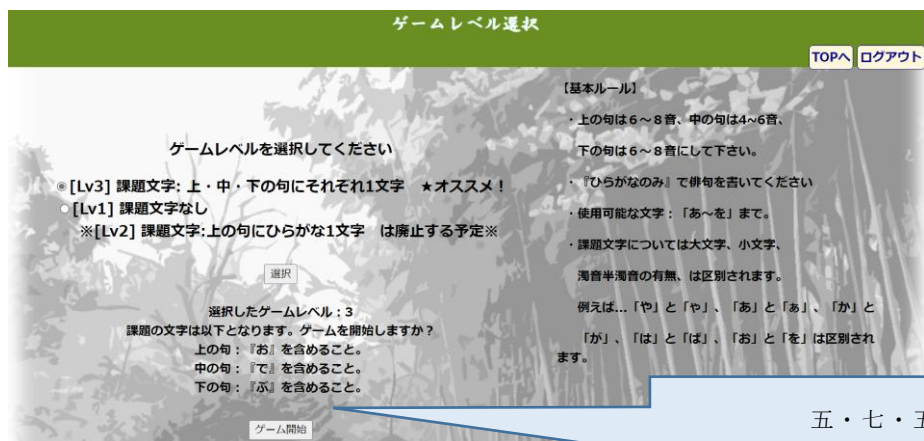 ゲームレベル選択
TOPへ ログアウト
ゲームレベルを選択してください
[Lv3] 課題文字: 上・中・下の句にそれぞれ1文字 ★オススメ！
[Lv1] 課題文字なし
※[Lv2] 課題文字:上の句にひらがな1文字 は廃止する予定※
選択
選択したゲームレベル：3
課題の文字は以下となります。ゲームを開始しますか？
上の句：『お』を含めること。
中の句：『で』を含めること。
下の句：『ぶ』を含めること。
ゲーム開始
【基本ルール】
・上の句は６～８音、中の句は4~6音、
下の句は６～８音にして下さい。
・『ひらがなのみ』で俳句を書いてください
・使用可能な文字：「あ～を」まで。
・課題文字については大文字、小文字、
濁音半濁音の有無、は区別されます。
例えば…「や」と「ゃ」、「あ」と「ぁ」、「か」と
「が」、「は」と「ば」、「お」と「を」は区別され
ます。
五・七・五